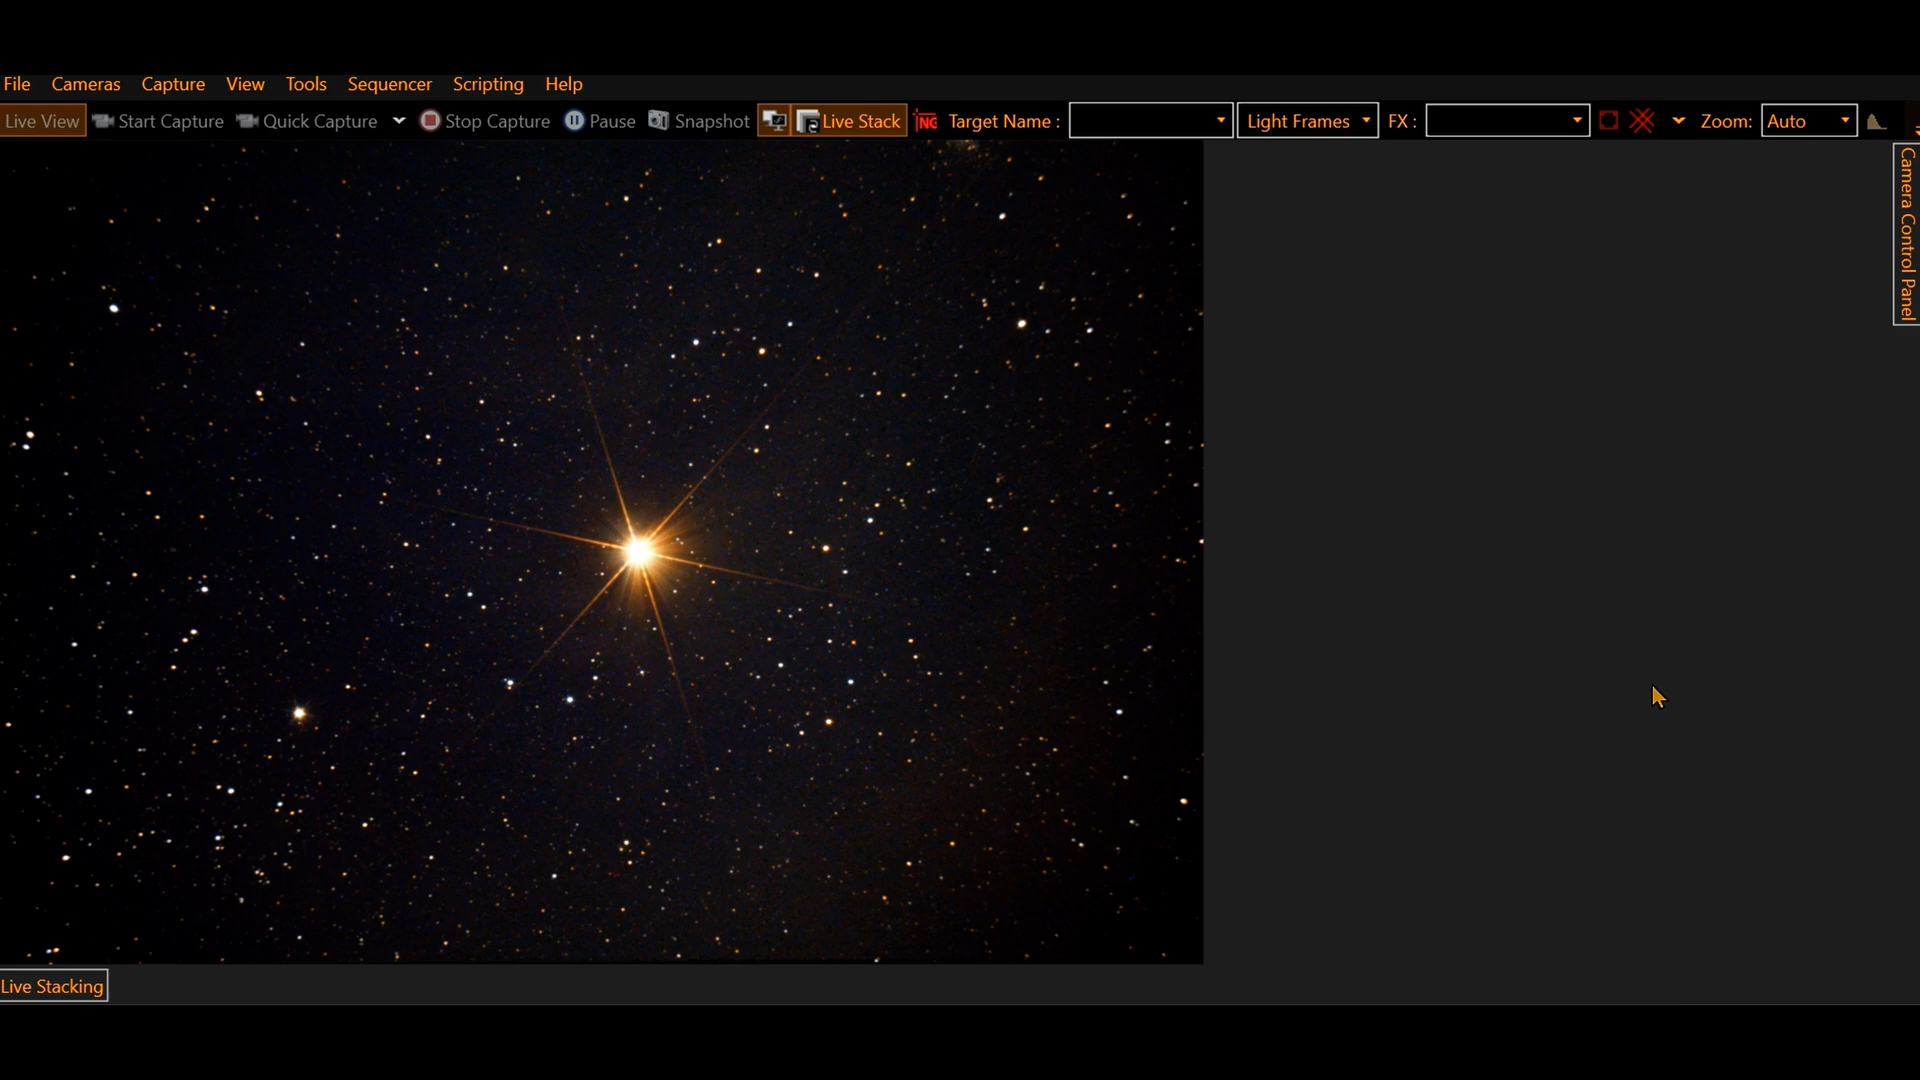 File Cameras Capture View Tools Sequencer Scripting Help
Live View Start Capture Quick Capture Stop Capture Pause Snapshot Live Stack NG Target Name : Light Frames FX : Zoom: Auto
Camera Control Panel
Live Stacking